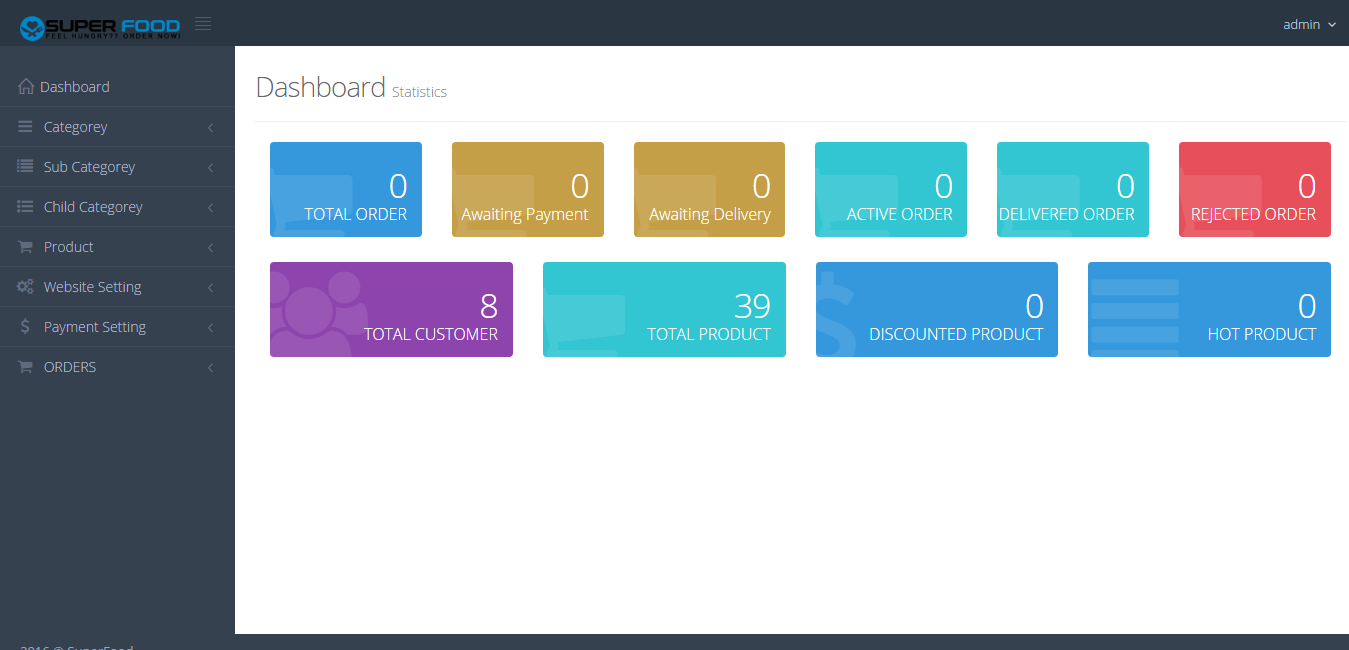 SUPER FOOD
FEEL HUNGRY?? ORDER NOW!
admin
Dashboard
Categorey
Sub Categorey
Child Categorey
Product
Website Setting
Payment Setting
ORDERS
Dashboard Statistics
0
TOTAL ORDER
0
Awaiting Payment
0
Awaiting Delivery
0
ACTIVE ORDER
0
DELIVERED ORDER
0
REJECTED ORDER
8
TOTAL CUSTOMER
39
TOTAL PRODUCT
0
DISCOUNTED PRODUCT
0
HOT PRODUCT
2016 © SuperFood